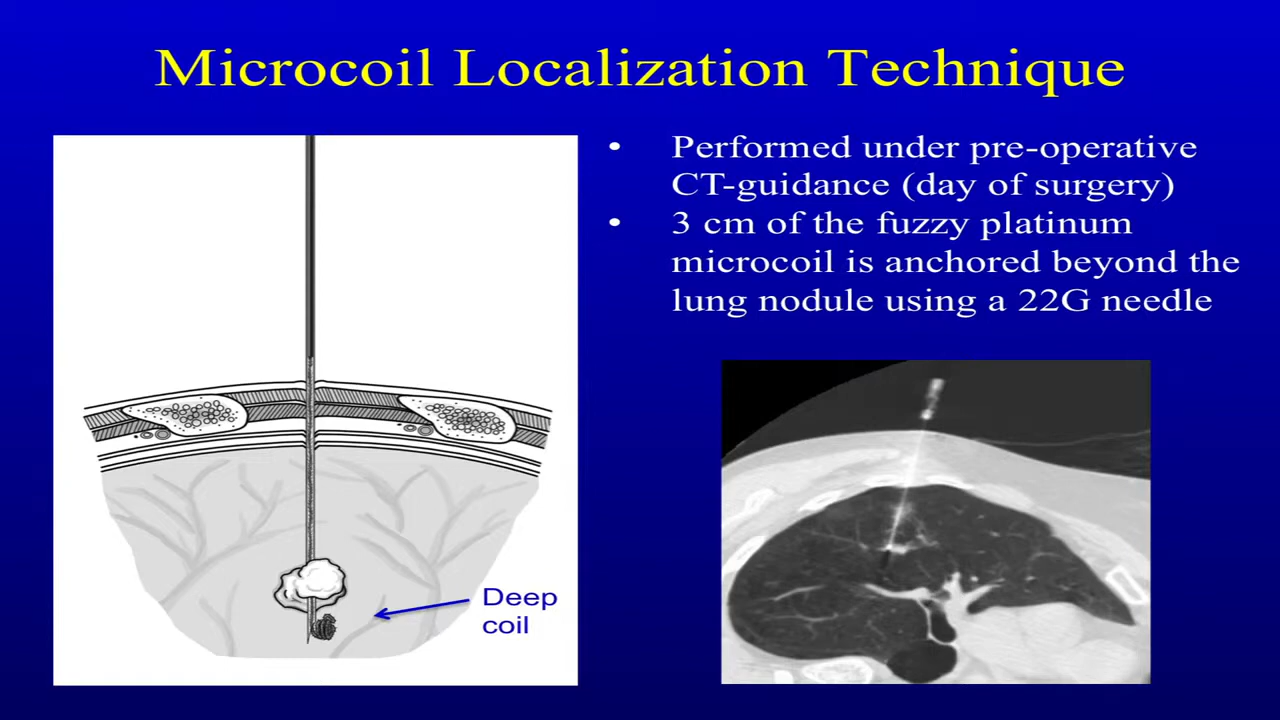 Microcoil Localization Technique
• Performed under pre-operative
CT-guidance (day of surgery)
• 3 cm of the fuzzy platinum
microcoil is anchored beyond the
lung nodule using a 22G needle
Deep
coil